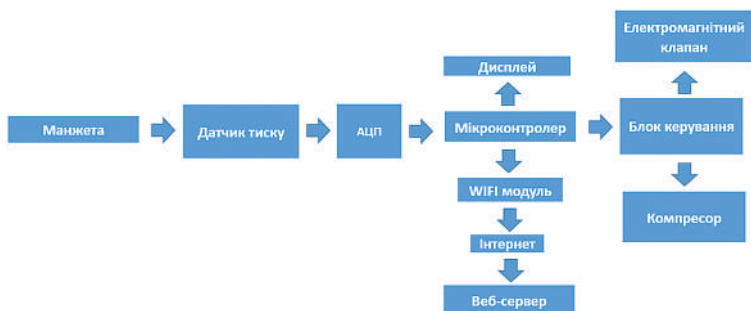 Електромагнітний
клапан
Дисплей
Манжета
Датчик тиску
АЦП
Мікроконтролер
Блок керування
WIFI модуль
Компресор
Інтернет
Веб-сервер